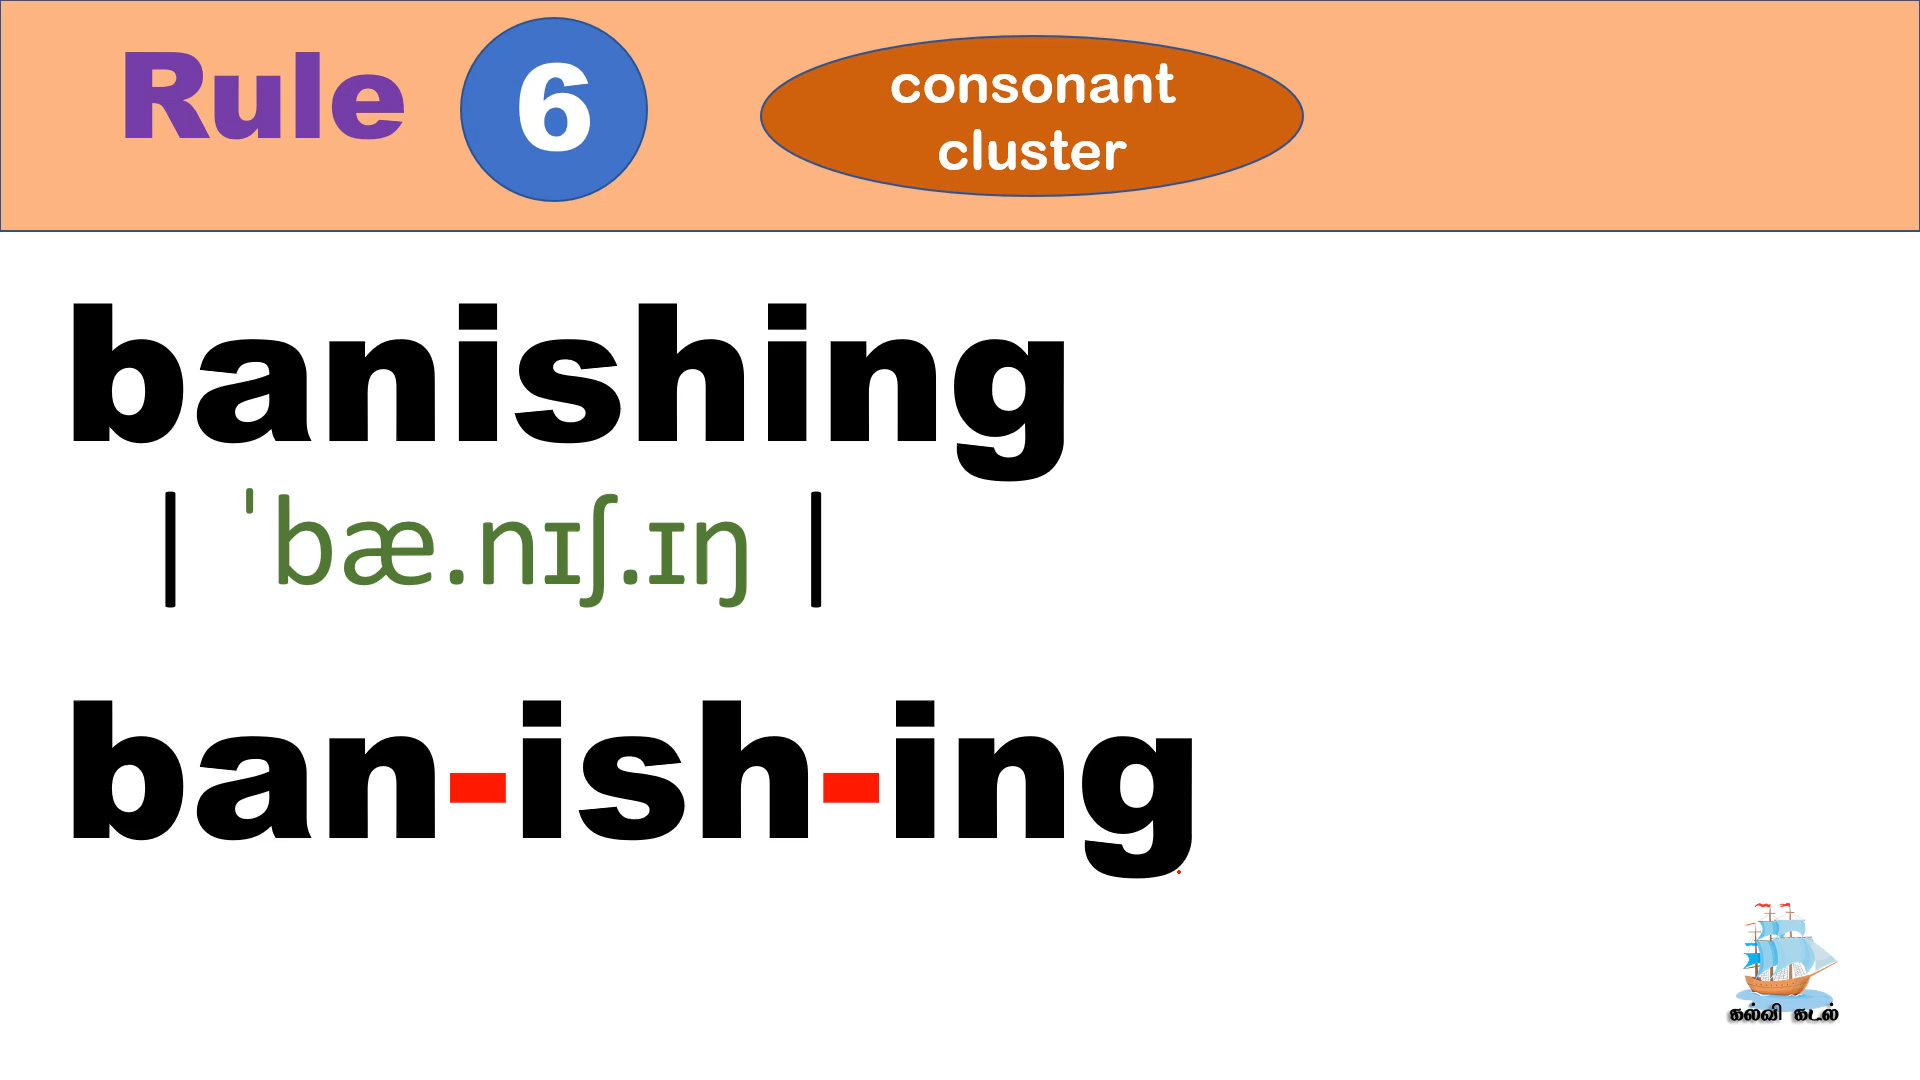 Rule 6 consonant
cluster
banishing
| ˈbæ.nɪʃ.ɪŋ |
ban-ish-ing
கல்வி கடல்